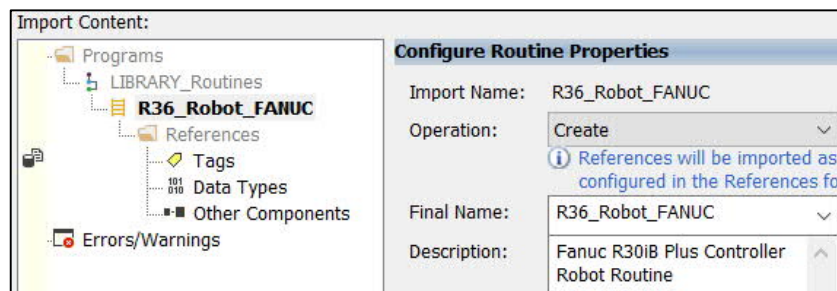 Import Content:
Programs
LIBRARY_Routines
R36_Robot_FANUC
References
Tags
Data Types
Other Components
Errors/Warnings
Configure Routine Properties
Import Name: R36_Robot_FANUC
Operation: Create
References will be imported as
configured in the References fo
Final Name: R36_Robot_FANUC
Description: Fanuc R30iB Plus Controller
Robot Routine